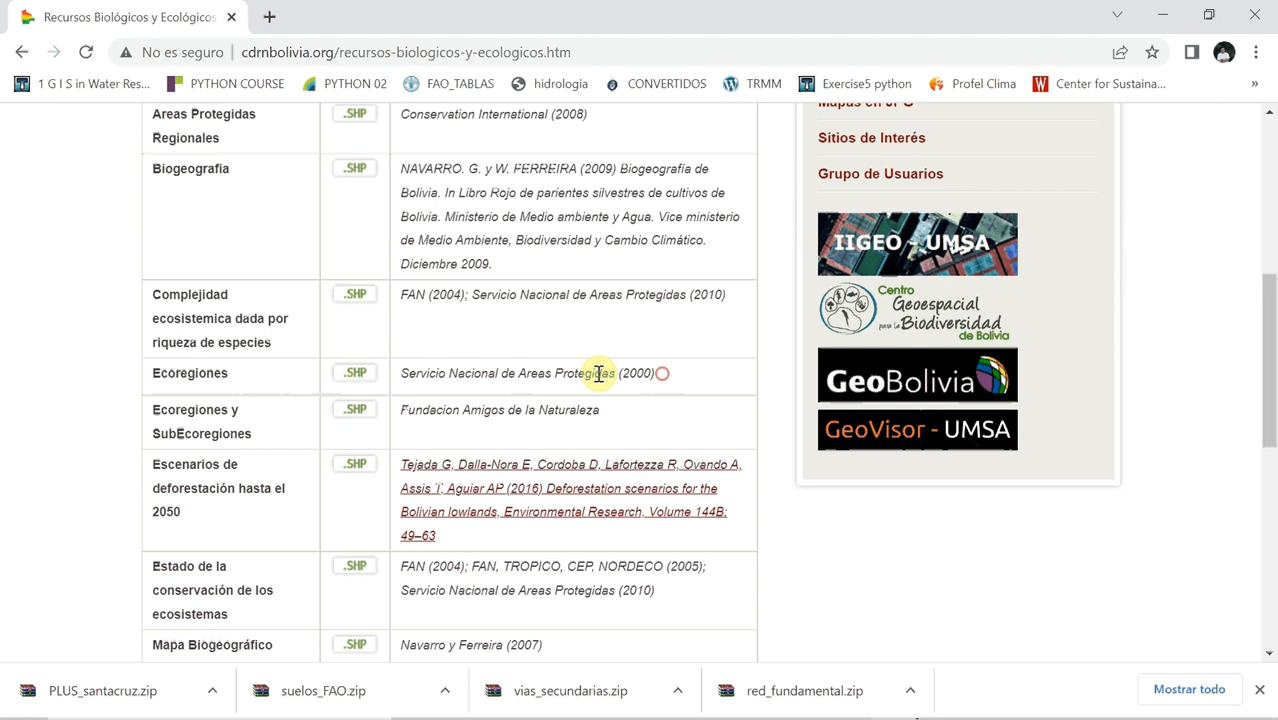 Recursos Biológicos y Ecológicos
No es seguro
cdrnbolivia.org/recursos-biologicos-y-ecologicos.htm
1 G I S in Water Res...
PYTHON COURSE
PYTHON 02
FAO_TABLAS
hidrologia
CONVERTIDOS
TRMM
Exercise5 python
Profel Clima
Center for Sustaina...
»
Areas Protegidas
Regionales
.SHP
Conservation International (2008)
Biogeografia
.SHP
NAVARRO. G. y W. FERREIRA (2009) Biogeografía de
Bolivia. In Libro Rojo de parientes silvestres de cultivos de
Bolivia. Ministerio de Medio ambiente y Agua. Vice ministerio
de Medio Ambiente, Biodiversidad y Cambio Climático.
Diciembre 2009.
Complejidad
ecosistemica dada por
riqueza de especies
.SHP
FAN (2004); Servicio Nacional de Areas Protegidas (2010)
Ecoregiones
.SHP
Servicio Nacional de Areas Protegidas (2000)
Ecoregiones y
SubEcoregiones
.SHP
Fundacion Amigos de la Naturaleza
Escenarios de
deforestación hasta el
2050
.SHP
Tejada G, Dalla-Nora E, Cordoba D, Lafortezza R, Ovando A,
Assis T, Aguiar AP (2016) Deforestation scenarios for the
Bolivian lowlands, Environmental Research, Volume 144B:
49–63
Estado de la
conservación de los
ecosistemas
.SHP
FAN (2004); FAN, TROPICO, CEP, NORDECO (2005);
Servicio Nacional de Areas Protegidas (2010)
Mapa Biogeográfico
.SHP
Navarro y Ferreira (2007)
Mapas en JPG
Sitios de Interés
Grupo de Usuarios
IIGEO - UMSA
Centro
Geoespacial
para la Biodiversidad
de Bolivia
GeoBolivia
GeoVisor - UMSA
PLUS_santacruz.zip
suelos_FAO.zip
vias_secundarias.zip
red_fundamental.zip
Mostrar todo